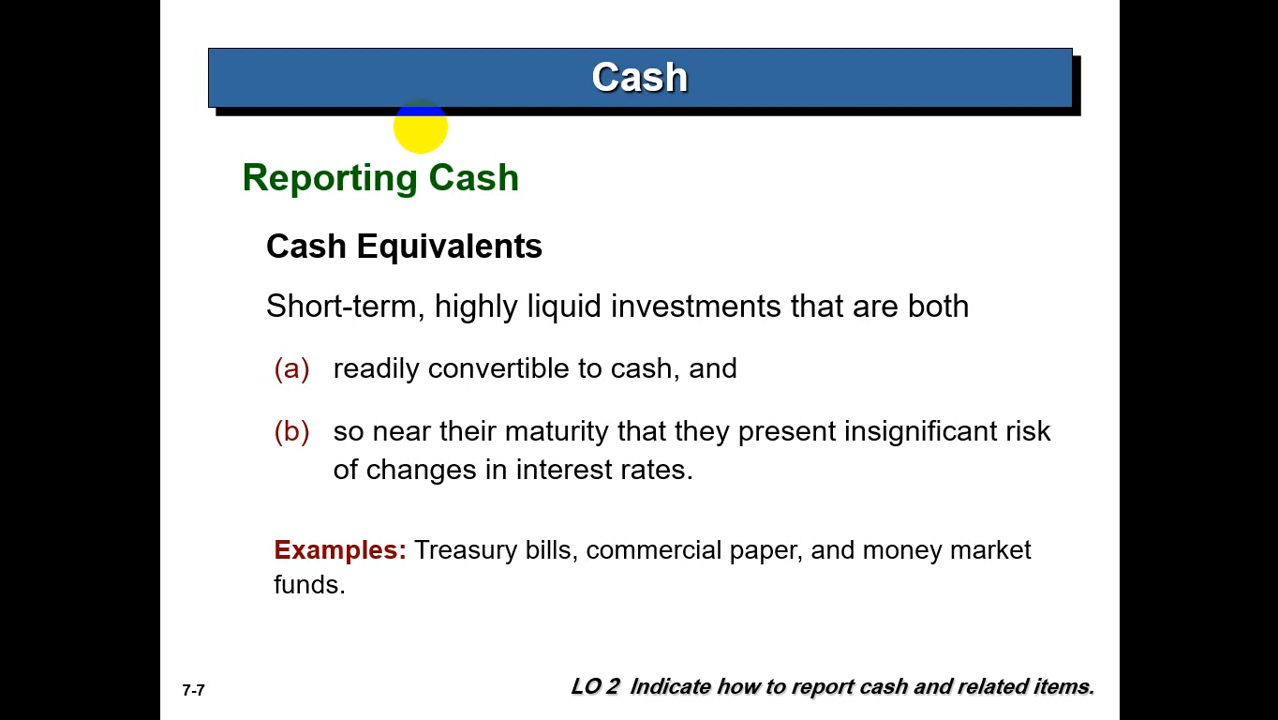 Cash
Reporting Cash
Cash Equivalents
Short-term, highly liquid investments that are both
(a) readily convertible to cash, and
(b) so near their maturity that they present insignificant risk
of changes in interest rates.
Examples: Treasury bills, commercial paper, and money market
funds.
7-7
LO 2 Indicate how to report cash and related items.